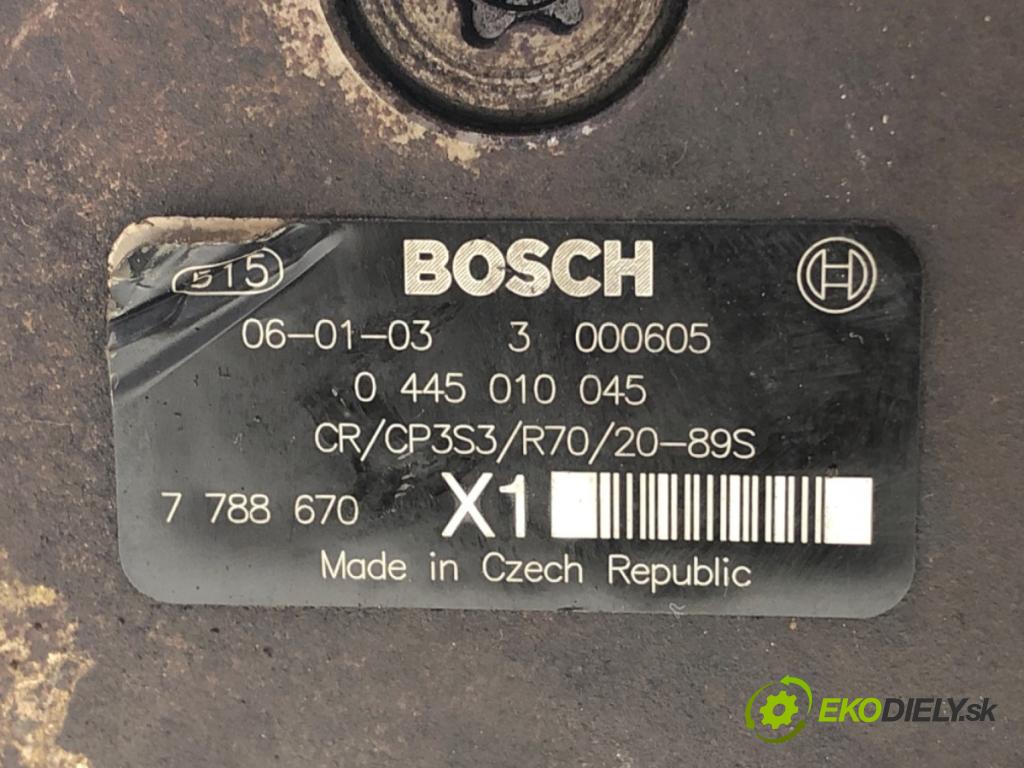 515 BOSCH
06-01-03 3 000605
0 445 010 045
CR/CP3S3/R70/20-89S
7 788 670 X1
Made in Czech Republic
EKODIELY.sk